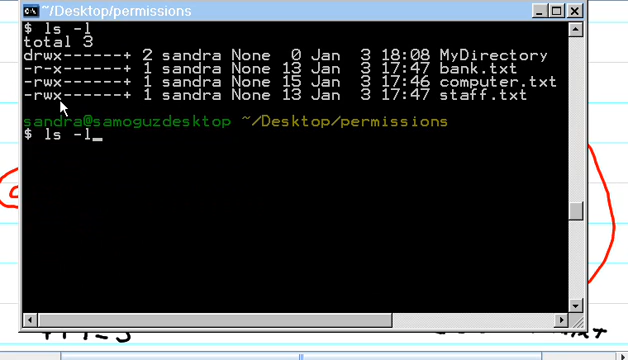 ~/Desktop/permissions
$ ls -l
total 3
drwx------+ 2 sandra None  0 Jan  3 18:08 MyDirectory
-r-x------+ 1 sandra None 13 Jan  3 17:47 bank.txt
-rwx------+ 1 sandra None 15 Jan  3 17:46 computer.txt
-rwx------+ 1 sandra None 13 Jan  3 17:47 staff.txt
sandra@samoguzdesktop ~/Desktop/permissions
$ ls -l_